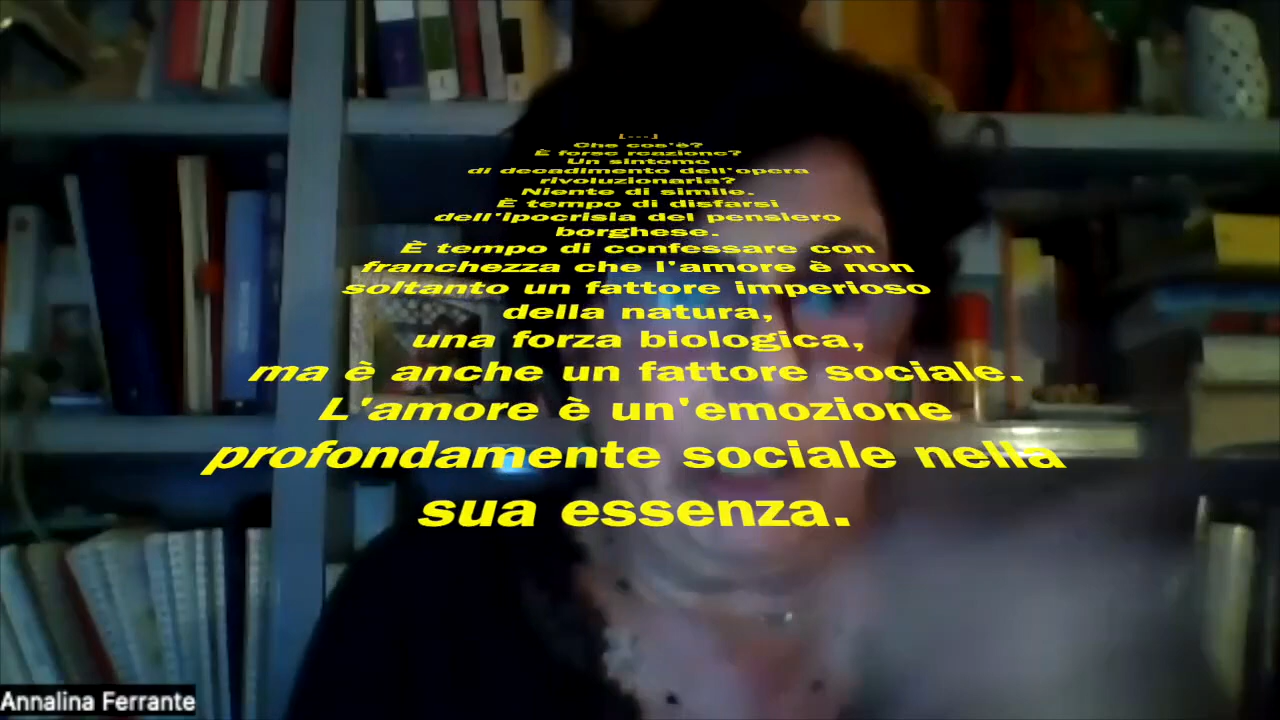 [...]
Che cos'è?
È forse reazione?
Un sintomo
di decadimento dell'opera
rivoluzionaria?
Niente di simile.
È tempo di disfarsi
dell'ipocrisia del pensiero
borghese.
È tempo di confessare con
franchezza che l'amore è non
soltanto un fattore imperioso
della natura,
una forza biologica,
ma è anche un fattore sociale.
L'amore è un'emozione
profondamente sociale nella
sua essenza.
Annalina Ferrante